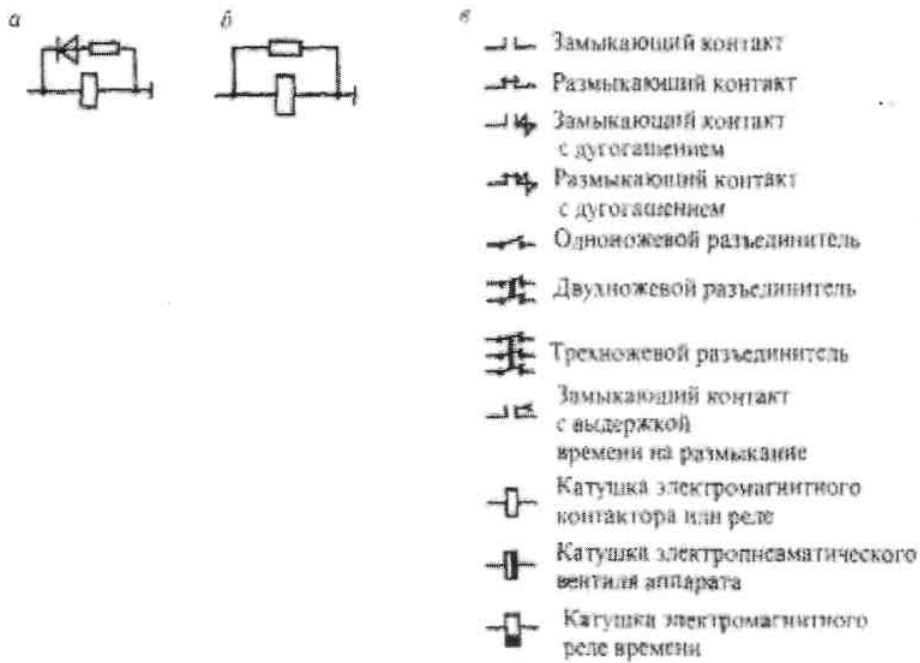 а
б
в
Замыкающий контакт
Размыкающий контакт
Замыкающий контакт
с дугогашением
Размыкающий контакт
с дугогашением
Одноножевой разъединитель
Двухножевой разъединитель
Трехножевой разъединитель
Замыкающий контакт
с выдержкой
времени на размыкание
Катушка электромагнитного
контактора или реле
Катушка электропневматического
вентиля аппарата
Катушка электромагнитного
реле времени